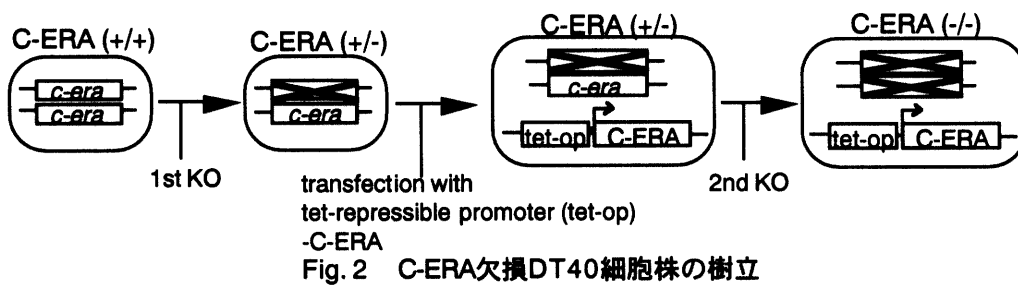 C-ERA (+/+)
C-ERA (+/-)
C-ERA (+/-)
C-ERA (-/-)
c-era
c-era
c-era
c-era
tet-op
C-ERA
tet-op
C-ERA
1st KO
transfection with
tet-repressible promoter (tet-op)
-C-ERA
2nd KO
Fig. 2 C-ERA欠損DT40細胞株の樹立